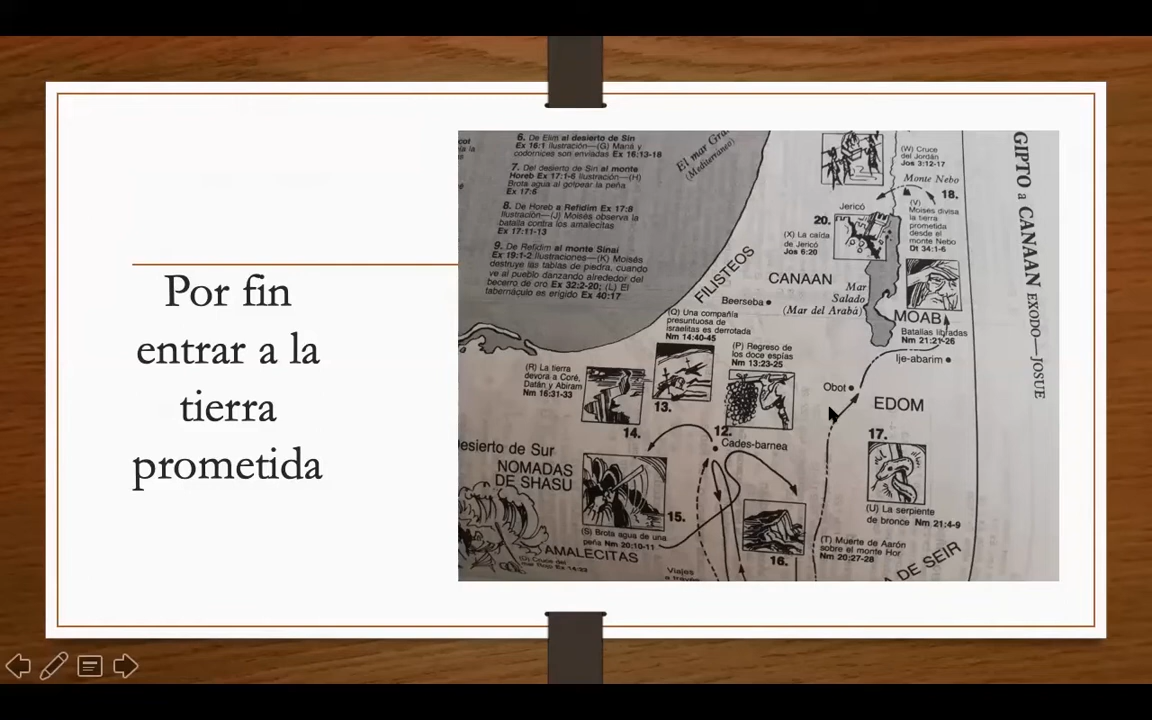 Por fin
entrar a la
tierra
prometida
6. De Elim al desierto de Sin
Ex 16:1 Ilustración—(G) Maná y
codornices son enviadas Ex 16:13-18
7. Del desierto de Sin al monte
Horeb Ex 17:1-6 Ilustración—(H)
Brota agua al golpear la peña
Ex 17:6
8. De Horeb a Refidim Ex 17:8
Ilustración—(J) Moisés observa la
batalla contra los amalecitas
Ex 17:11-13
9. De Refidim al monte Sinai
Ex 19:1-2 Ilustraciones—(K) Moisés
destruye las tablas de piedra, cuando
ve al pueblo danzando alrededor del
becerro de oro Ex 32:2-20; (L) El
tabernáculo es erigido Ex 40:17
El mar
(Mediterráneo)
FILISTEOS
(W) Cruce
del Jordán
Jos 3:12-17
Monte Nebo
18.
(V)
Moises divisa
la tierra
prometida
desde el
monte Nebo
Dt 34:1-6
Jericó
20.
(X) La caída
de Jericó
Jos 6:20
CANAAN
Beerseba
Mar
Salado
(Mar del Arabá)
MOAB
Batallas libradas
Nm 21:21-26
Ije-abarim
(Q) Una compañía
presuntuosa de
israelitas es derrotada
Nm 14:40-45
13.
(P) Regreso de
los doce espías
Nm 13:23-25
12.
Cades-barnea
(R) La tierra
devora a Coré,
Datán y Abiram
Nm 16:31-33
14.
Obot
EDOM
17.
(U) La serpiente
de bronce Nm 21:4-9
Desierto de Sur
NOMADAS
DE SHASU
15.
(S) Brota agua de una
peña Nm 20:10-11
AMALECITAS
16.
(T) Muerte de Aarón
sobre el monte Hor
Nm 20:27-28
Viajes
DE SEIR
GIPTO a CANAAN EXODO—JOSUE